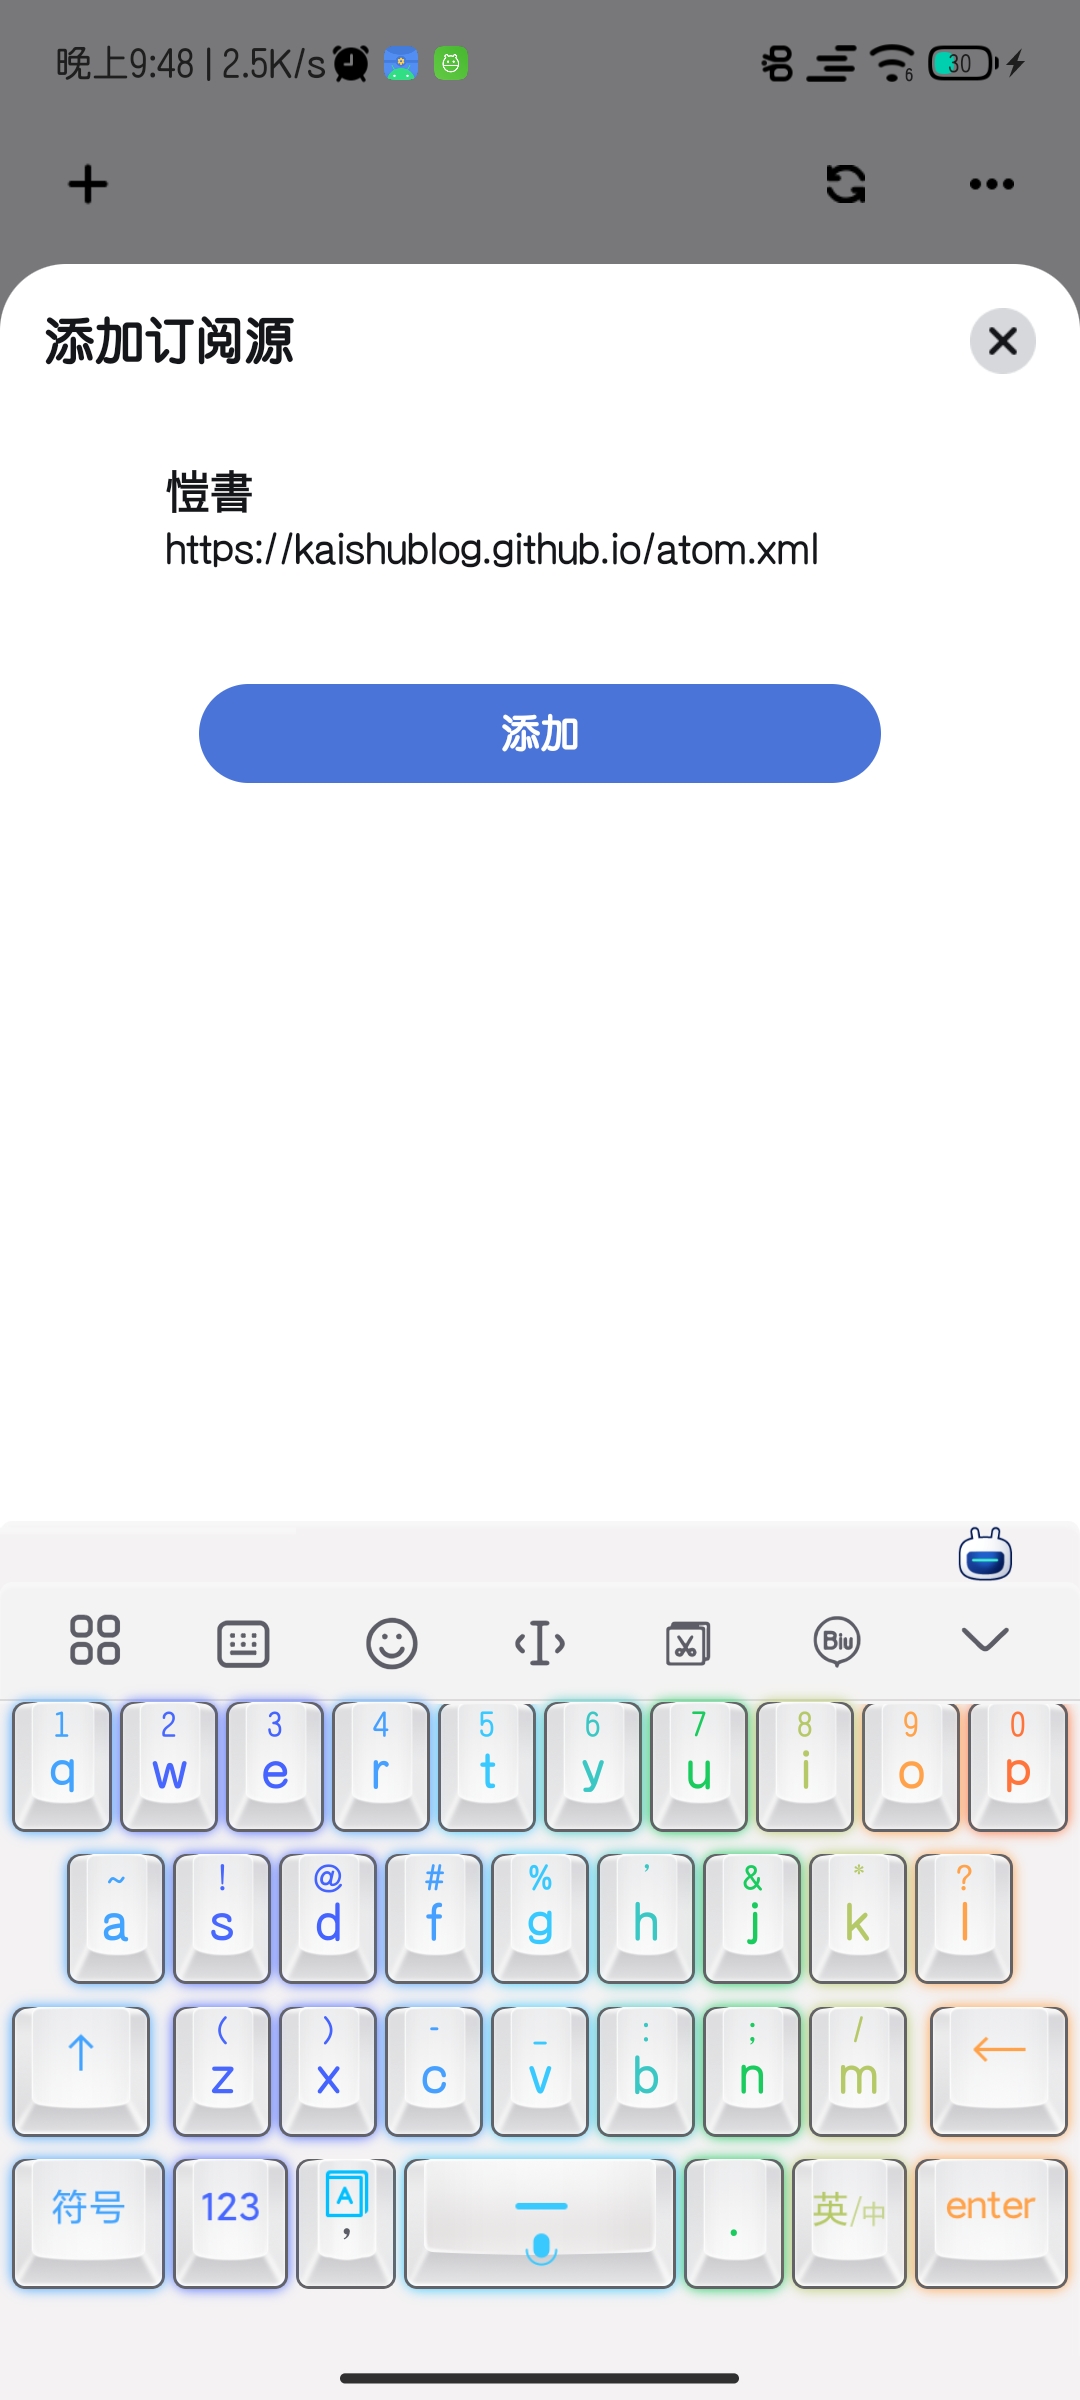 晚上9:48 | 2.5K/s
6
30
添加订阅源
愷書
https://kaishublog.github.io/atom.xml
添加
Biu
1 2 3 4 5 6 7 8 9 0
q w e r t y u i o p
~ ! @ # % ' & * ?
a s d f g h j k l
( ) - _ : ; /
z x c v b n m
符号 123 A , . 英/中 enter